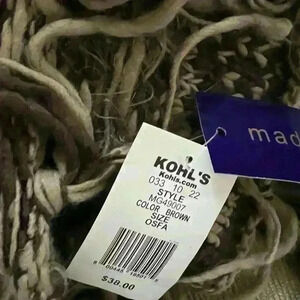 KOHL'S
Kohls.com
033 10 22
STYLE
MG49007
COLOR BROWN
SIZE
OSFA
$38.00
mad